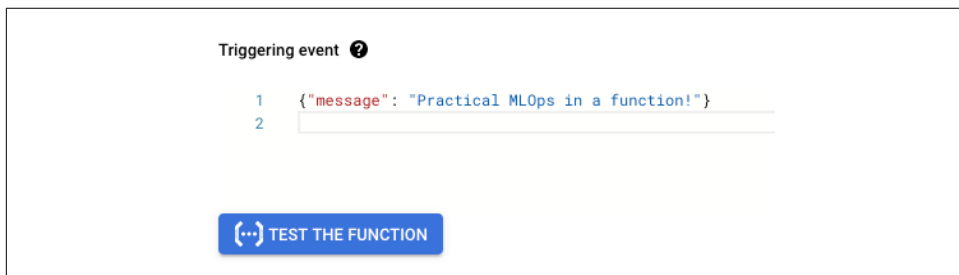 Triggering event ?
1 {"message": "Practical MLOps in a function!"}
2
TEST THE FUNCTION